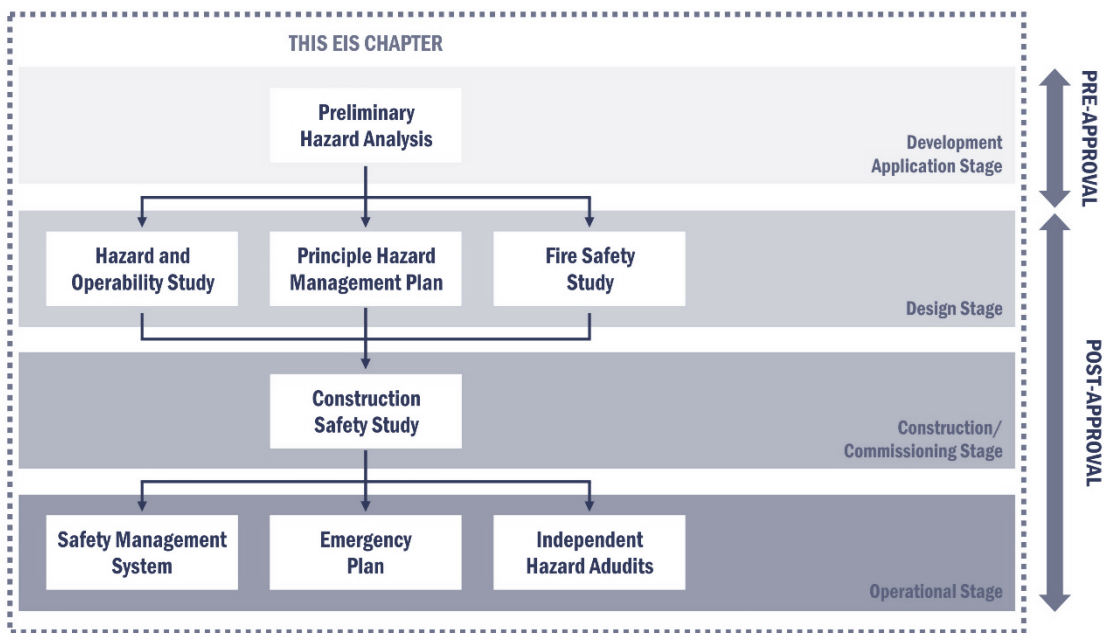 THIS EIS CHAPTER
Preliminary
Hazard Analysis
Development
Application Stage
PRE-APPROVAL
Hazard and
Operability Study
Principle Hazard
Management Plan
Fire Safety
Study
Design Stage
Construction
Safety Study
Construction/
Commissioning Stage
POST-APPROVAL
Safety Management
System
Emergency
Plan
Independent
Hazard Adudits
Operational Stage